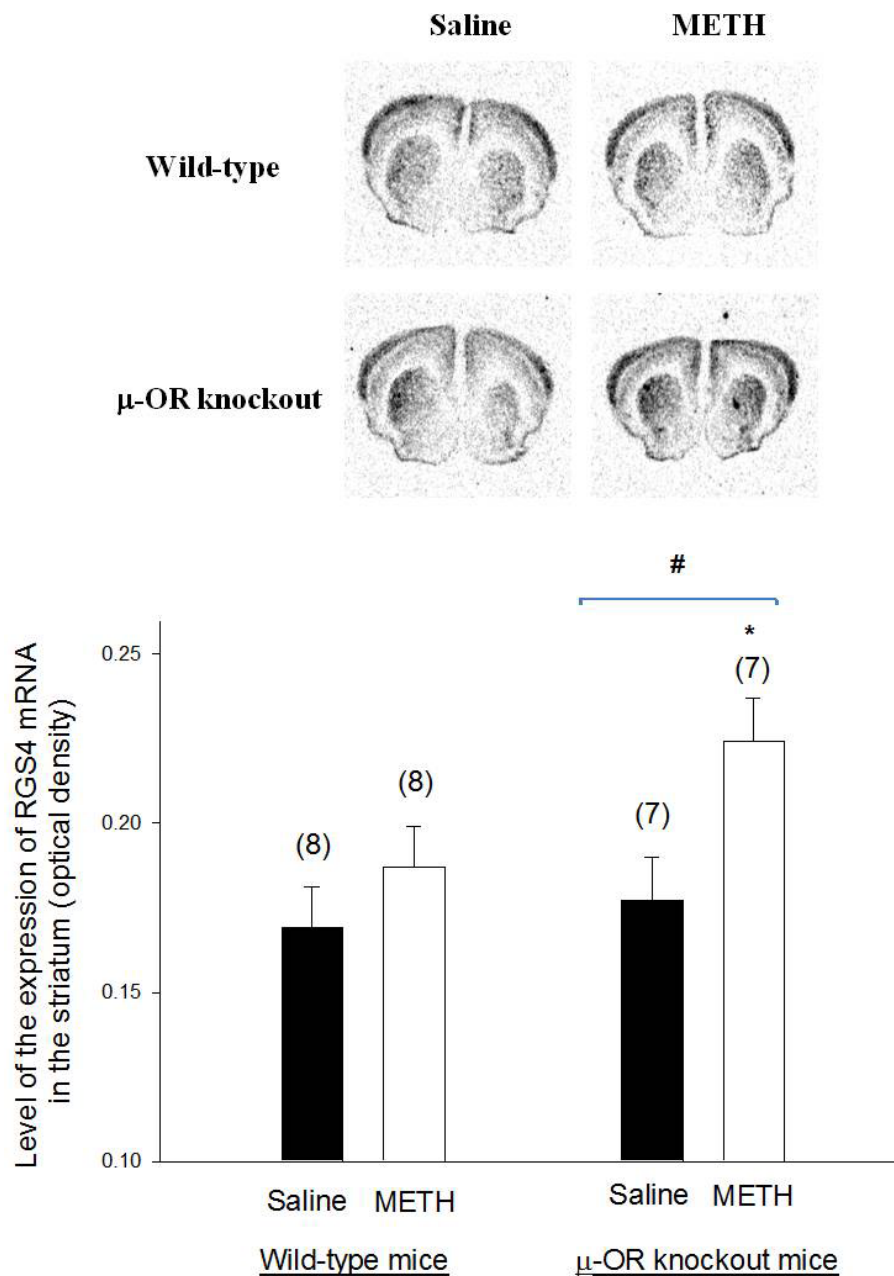 Saline METH
Wild-type
μ-OR knockout
#
*
(7)
(8)
(7)
(8)
Level of the expression of RGS4 mRNA
in the striatum (optical density)
0.25
0.20
0.15
0.10
Saline METH Saline METH
Wild-type mice μ-OR knockout mice